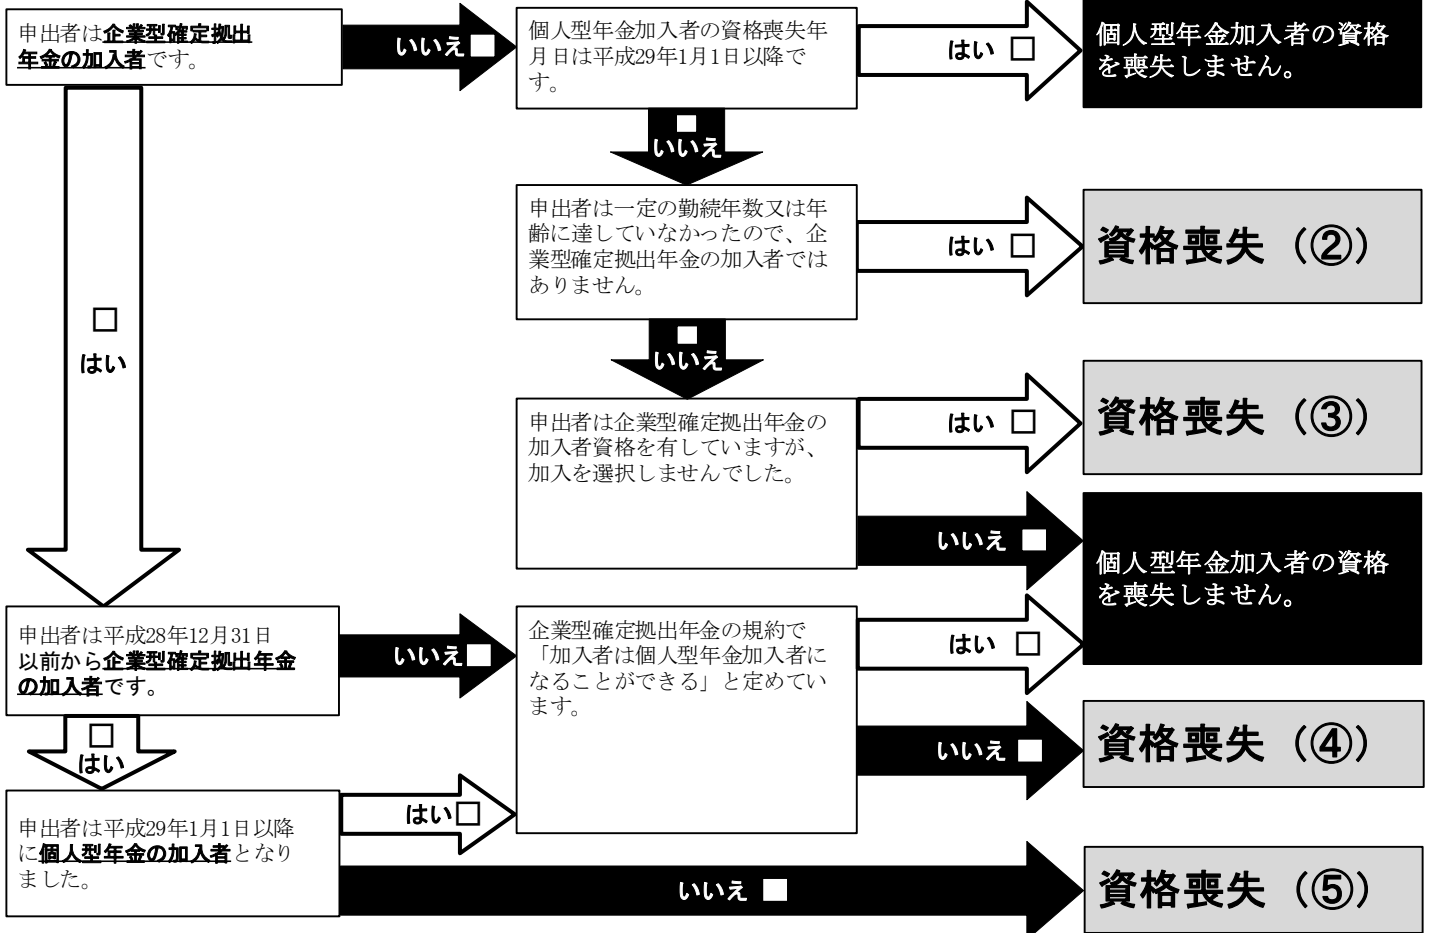 申出者は企業型確定拠出
年金の加入者です。
いいえ□
個人型年金加入者の資格喪失年
月日は平成29年1月1日以降で
す。
はい □
個人型年金加入者の資格
を喪失しません。
□
いいえ
申出者は一定の勤続年数又は年
齢に達していなかったので、企
業型確定拠出年金の加入者では
ありません。
はい □
資格喪失（②）
□
いいえ
□
はい
申出者は企業型確定拠出年金の
加入者資格を有していますが、
加入を選択しませんでした。
はい □
資格喪失（③）
いいえ □
個人型年金加入者の資格
を喪失しません。
申出者は平成28年12月31日
以前から企業型確定拠出年金
の加入者です。
いいえ□
企業型確定拠出年金の規約で
「加入者は個人型年金加入者に
なることができる」と定めてい
ます。
はい □
いいえ □
資格喪失（④）
□
はい
申出者は平成29年1月1日以降
に個人型年金の加入者となり
ました。
はい□
いいえ □
資格喪失（⑤）